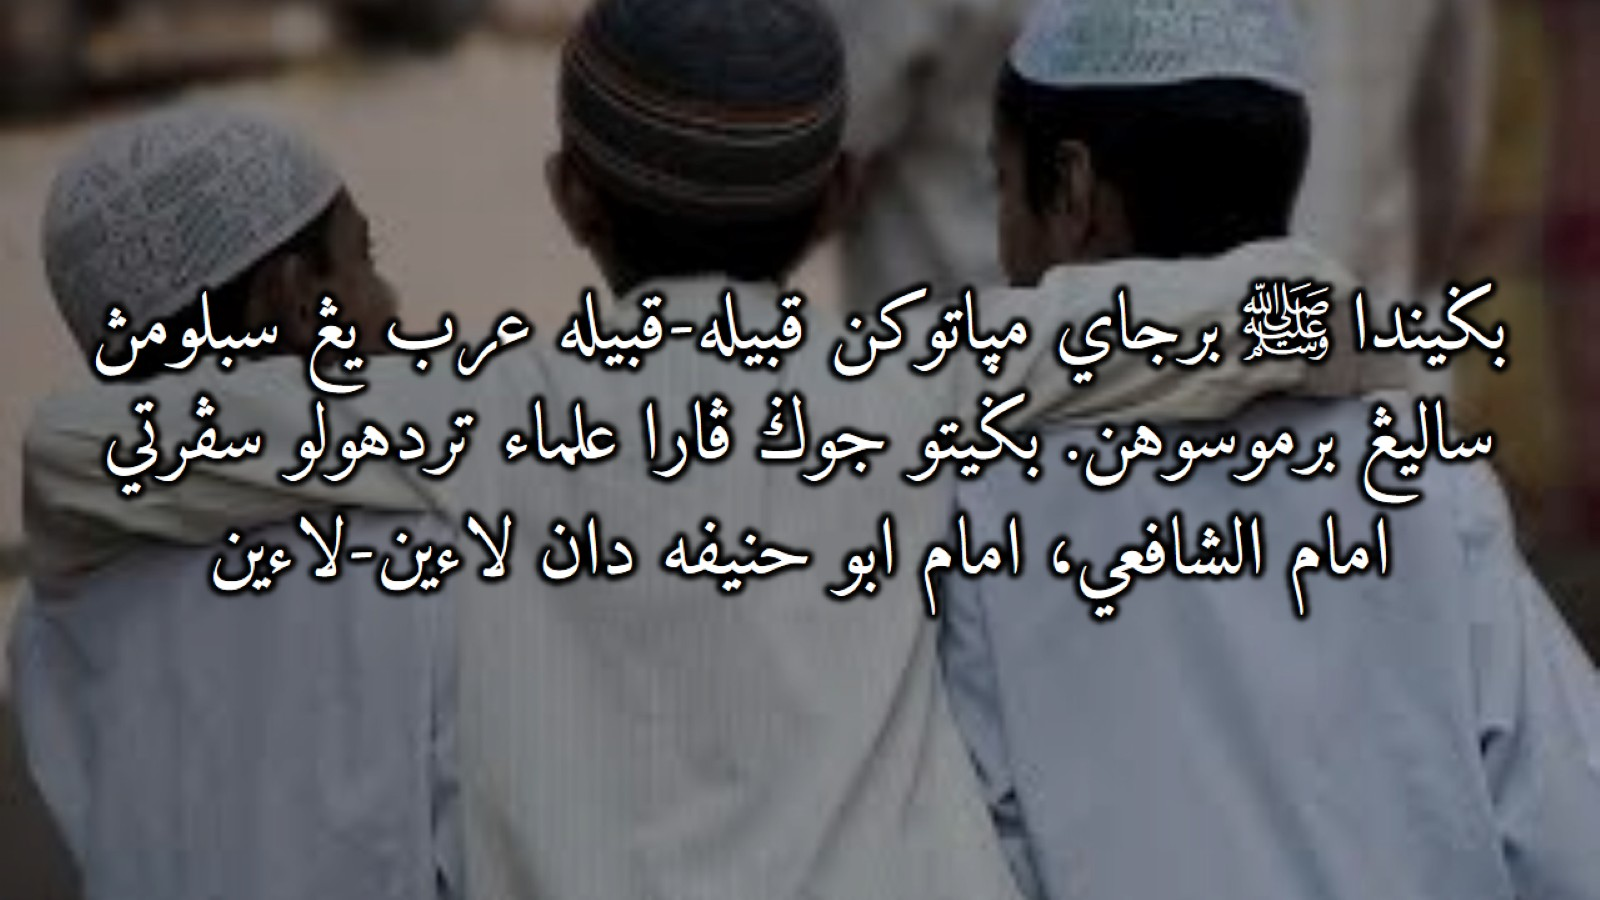 بݢيندا ﷺ برجاي مڽاتوکن قبيله-قبيله عرب يڠ سبلومڽ
ساليڠ برموسوهن. بݢيتو جوݢ ڤارا علماء تردهولو سڤرتي
امام الشافعي، امام ابو حنيفه دان لاءين-لاءين